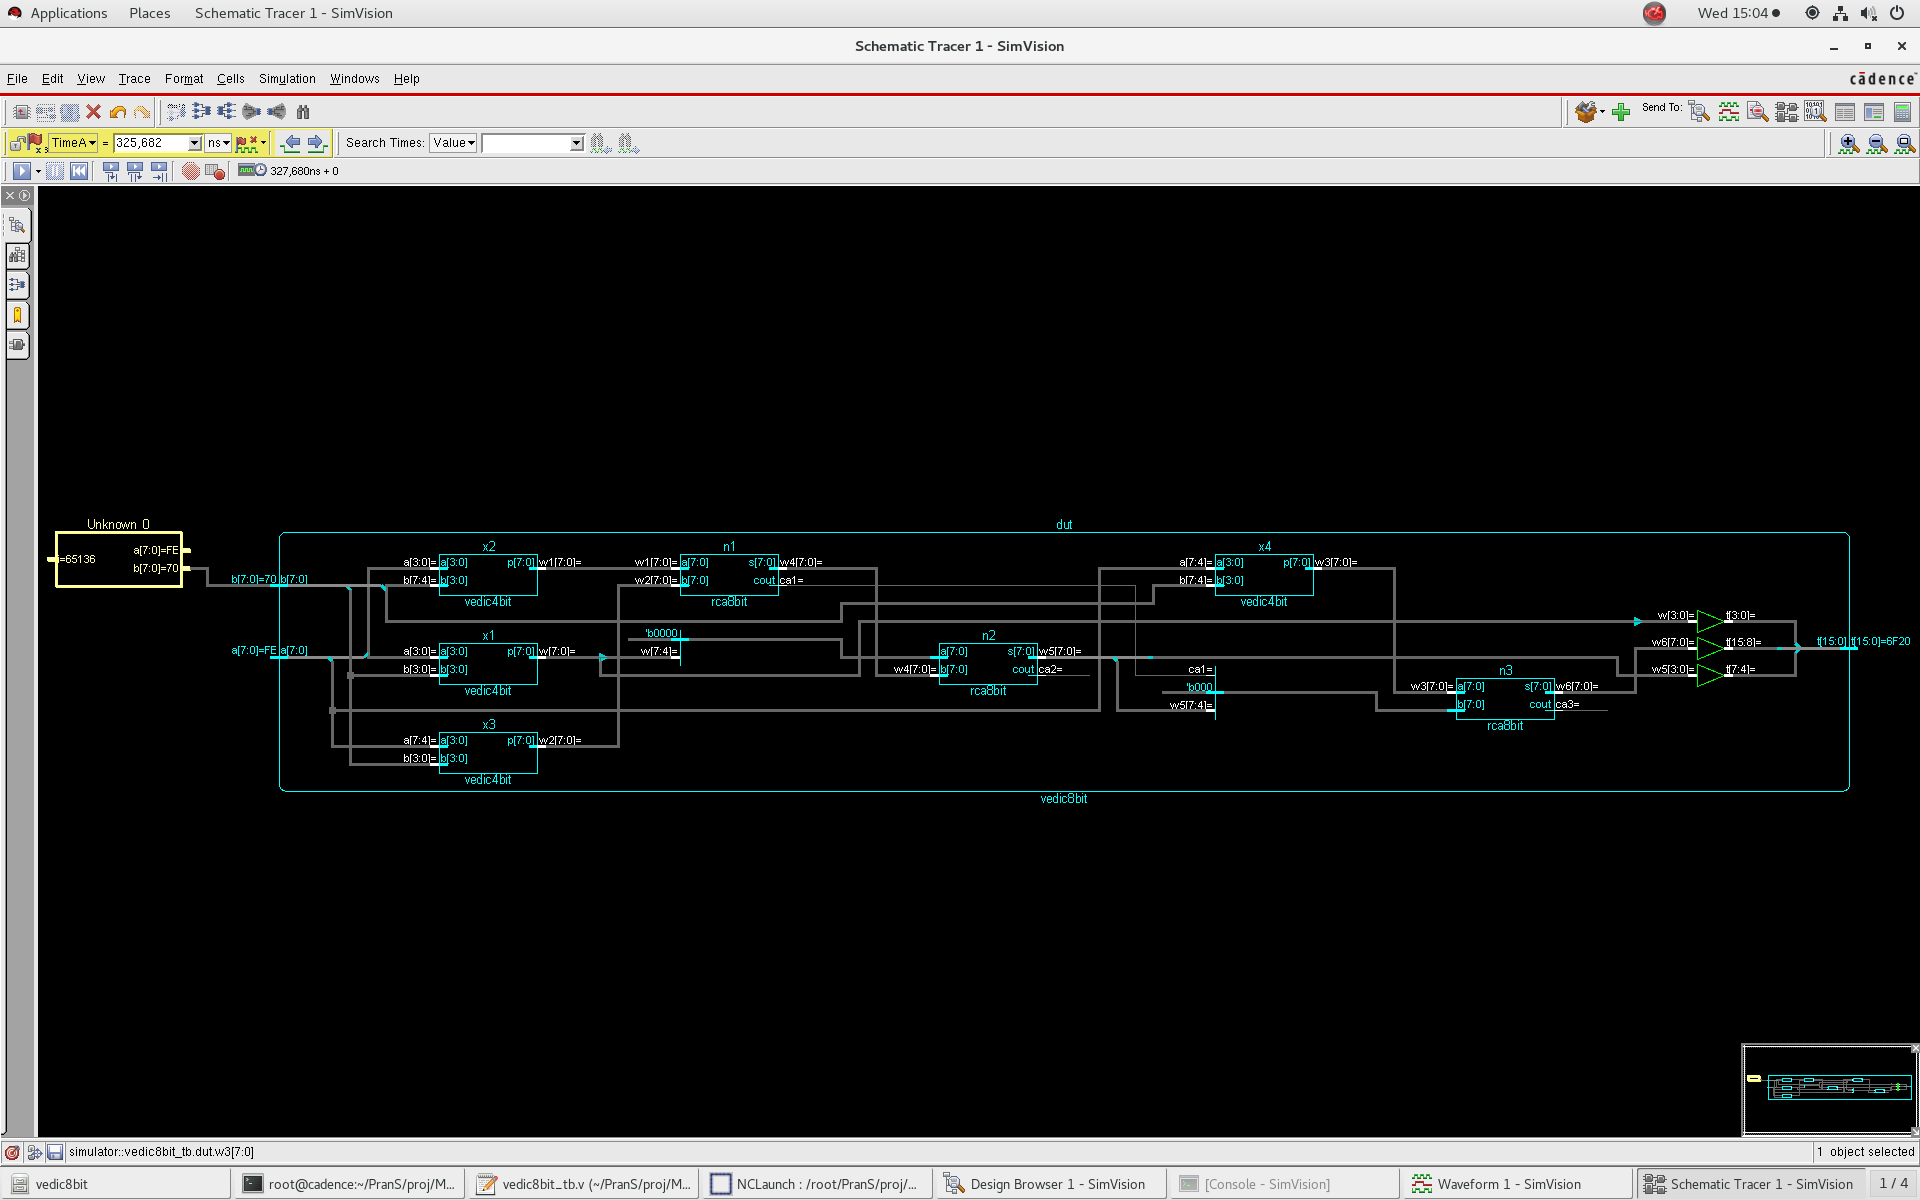 Applications Places Schematic Tracer 1 - SimVision Wed 15:04
Schematic Tracer 1 - SimVision
File Edit View Trace Format Cells Simulation Windows Help cādence
Send To:
TimeA = 325,682 ns Search Times: Value
327,680ns + 0
Unknown 0
i=65136 a[7:0]=FE
b[7:0]=70
dut
b[7:0]=70 b[7:0]
a[7:0]=FE a[7:0]
x2
a[3:0]= a[3:0] p[7:0] w1[7:0]=
b[7:4]= b[3:0]
vedic4bit
n1
w1[7:0]= a[7:0] s[7:0] w4[7:0]=
w2[7:0]= b[7:0] cout ca1=
rca8bit
x4
a[7:4]= a[3:0] p[7:0] w3[7:0]=
b[7:4]= b[3:0]
vedic4bit
x1
a[3:0]= a[3:0] p[7:0] w[7:0]=
b[3:0]= b[3:0]
vedic4bit
'b0000
w[7:4]=
n2
a[7:0] s[7:0] w5[7:0]=
w4[7:0]= b[7:0] cout ca2=
rca8bit
ca1=
'b000
w5[7:4]=
n3
w3[7:0]= a[7:0] s[7:0] w6[7:0]=
b[7:0] cout ca3=
rca8bit
w[3:0]= t[3:0]=
w6[7:0]= t[15:8]=
w5[3:0]= t[7:4]=
t[15:0] t[15:0]=6F20
x3
a[7:4]= a[3:0] p[7:0] w2[7:0]=
b[3:0]= b[3:0]
vedic4bit
vedic8bit
simulator::vedic8bit_tb.dut.w3[7:0] 1 object selected
vedic8bit root@cadence:~/PranS/proj/M... vedic8bit_tb.v (~/PranS/proj/M... NCLaunch : /root/PranS/proj/... Design Browser 1 - SimVision [Console - SimVision] Waveform 1 - SimVision Schematic Tracer 1 - SimVision 1 / 4